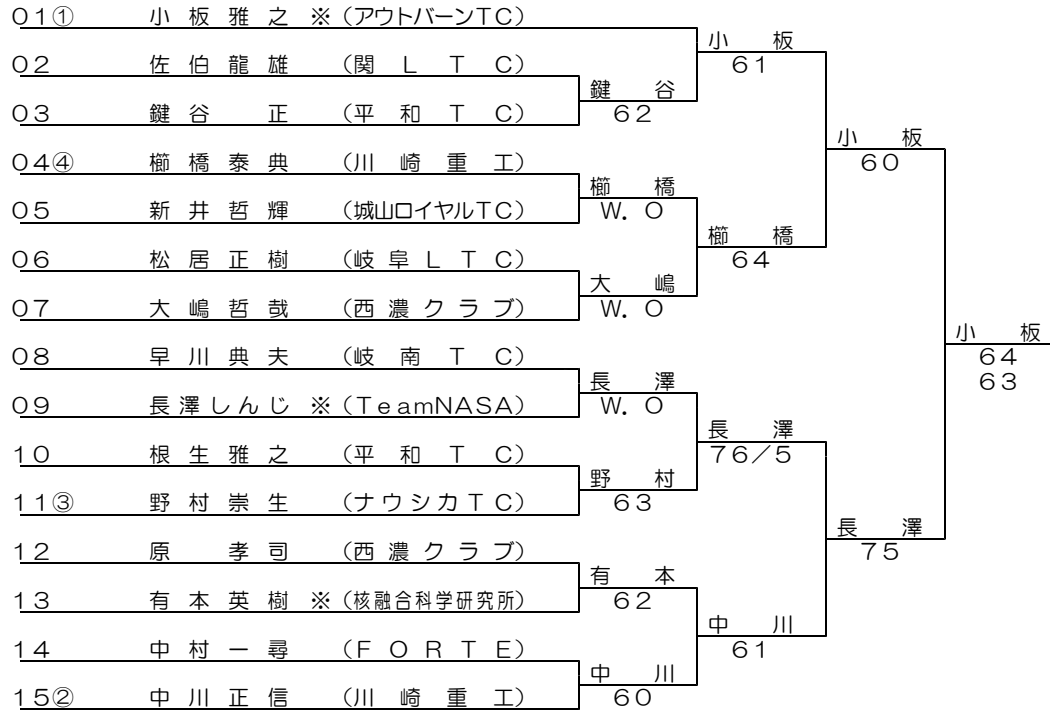 01① 小板雅之 ※ (アウトバーンTC)
小板
02 佐伯龍雄 (関LTC)
61
鍵谷
03 鍵谷 正 (平和TC)
62
小板
04④ 櫛橋泰典 (川崎重工)
60
櫛橋
05 新井哲輝 (城山ロイヤルTC)
W.O
櫛橋
06 松居正樹 (岐阜LTC)
64
大嶋
07 大嶋哲哉 (西濃クラブ)
W.O
小板
08 早川典夫 (岐南TC)
64
63
長澤
09 長澤しんじ ※ (TeamNASA)
W.O
長澤
10 根生雅之 (平和TC)
76/5
野村
11③ 野村崇生 (ナウシカTC)
63
長澤
12 原 孝司 (西濃クラブ)
75
有本
13 有本英樹 ※ (核融合科学研究所)
62
中川
14 中村一尋 (FORTE)
61
中川
15② 中川正信 (川崎重工)
60